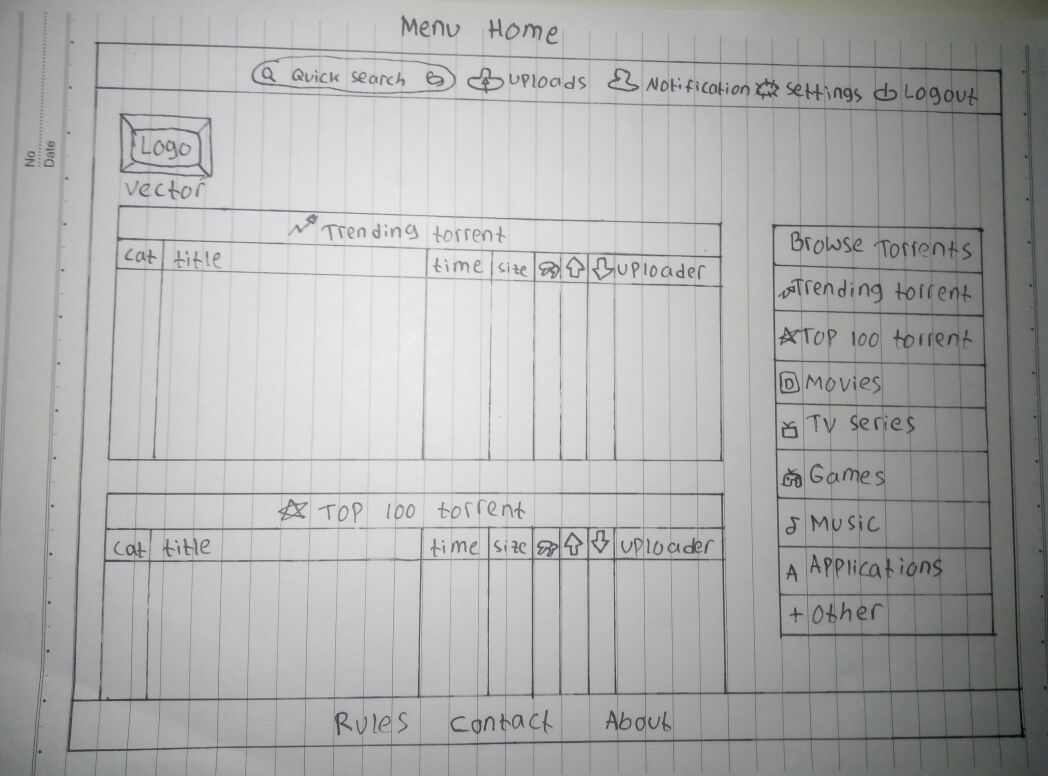 Menu Home
Quick search uploads Notification settings Logout
No
Date
Logo
vector
Trending torrent
cat title time size uploader
Browse Torrents
Trending torrent
TOP 100 torrent
D Movies
TV series
Games
Music
A Applications
+ other
TOP 100 torrent
cat title time size uploader
Rules contact About